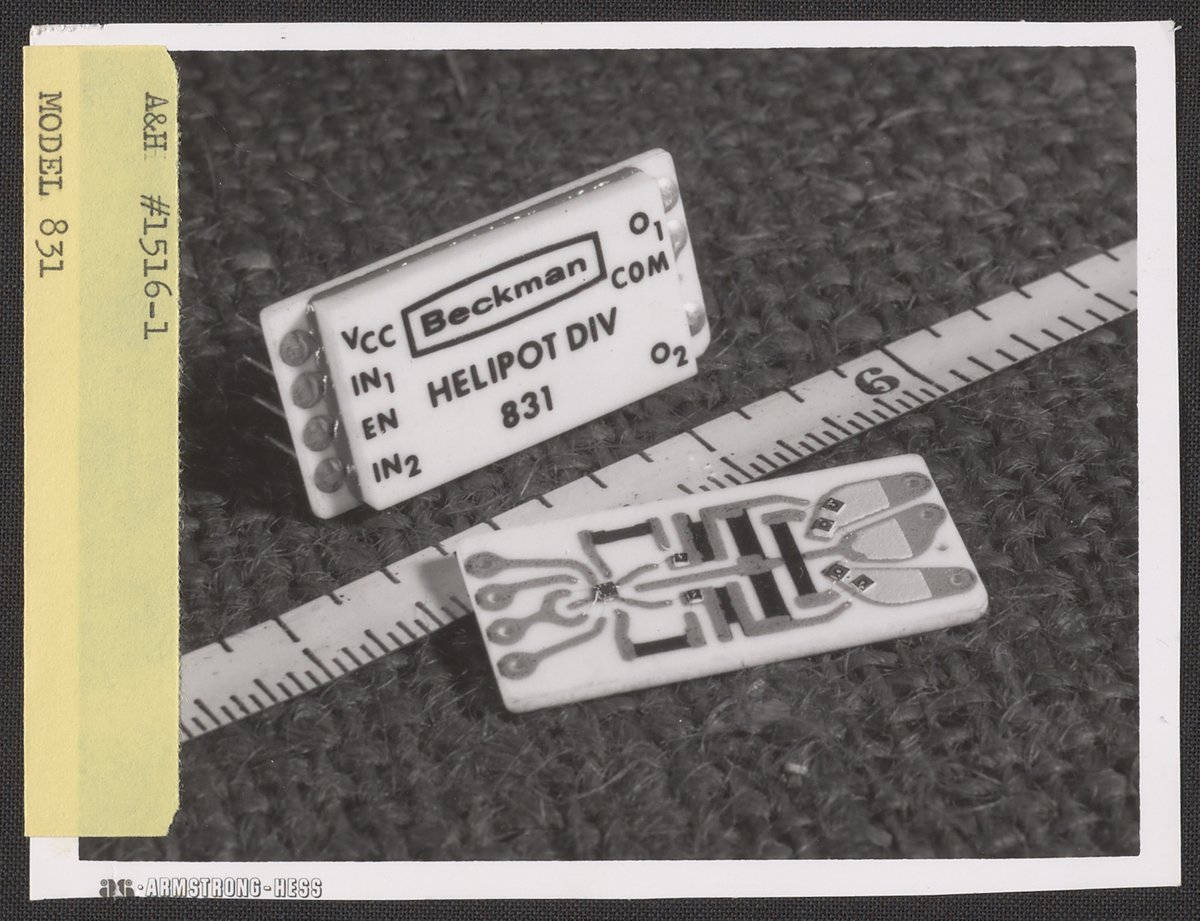 A&H #1516-1
MODEL 831
Beckman
HELIPOT DIV
831
VCC
IN1
EN
IN2
O1
COM
O2
6
ARMSTRONG-HESS